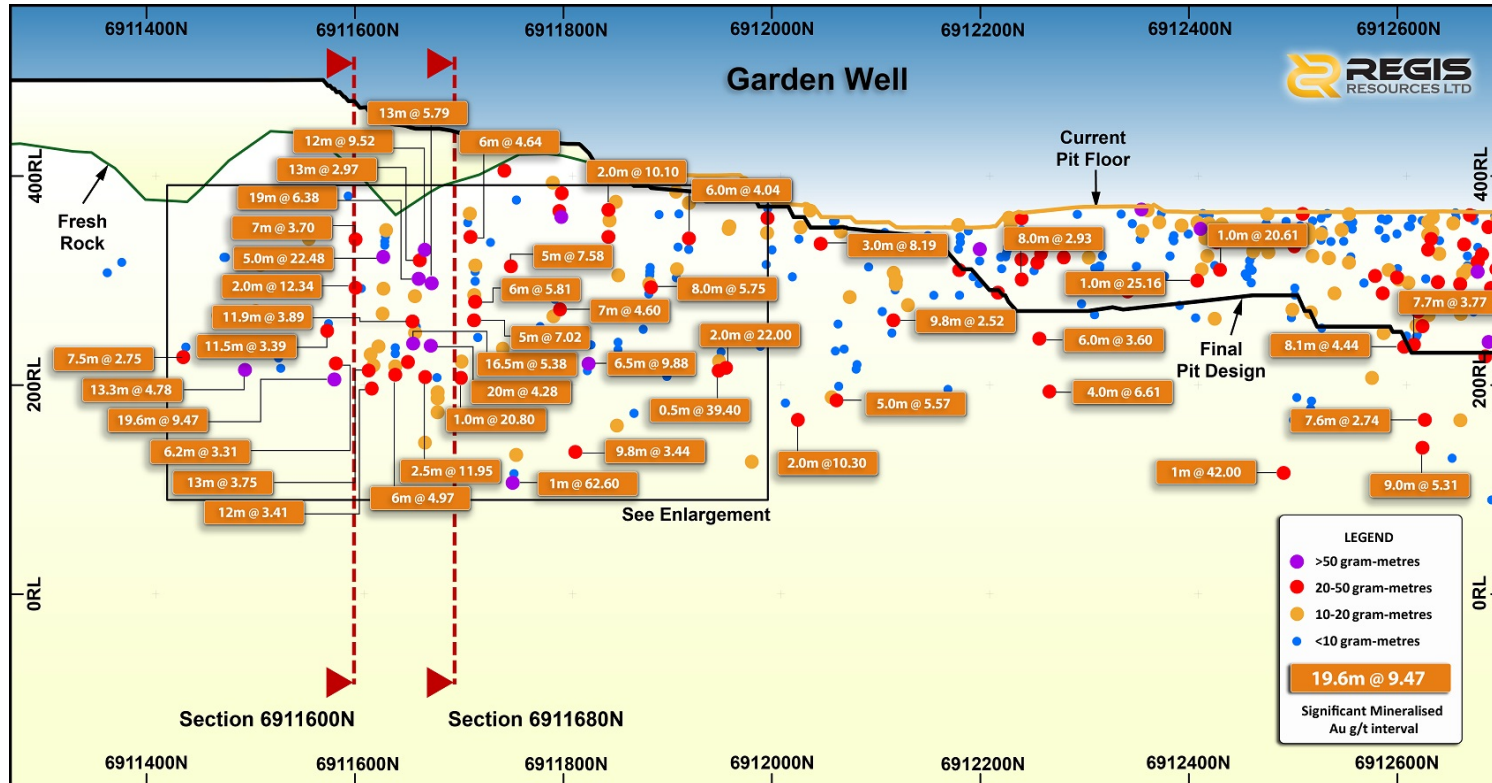 6911400N 6911600N 6911800N 6912000N 6912200N 6912400N 6912600N
Garden Well
REGIS
RESOURCES LTD
400RL
200RL
0RL
400RL
200RL
0RL
Fresh
Rock
Current
Pit Floor
Final
Pit Design
13m @ 5.79
12m @ 9.52
6m @ 4.64
13m @ 2.97
2.0m @ 10.10
19m @ 6.38
6.0m @ 4.04
7m @ 3.70
5.0m @ 22.48
5m @ 7.58
3.0m @ 8.19
8.0m @ 2.93
1.0m @ 20.61
2.0m @ 12.34
6m @ 5.81
8.0m @ 5.75
1.0m @ 25.16
11.9m @ 3.89
7m @ 4.60
9.8m @ 2.52
7.7m @ 3.77
11.5m @ 3.39
5m @ 7.02
2.0m @ 22.00
6.0m @ 3.60
8.1m @ 4.44
7.5m @ 2.75
16.5m @ 5.38
6.5m @ 9.88
13.3m @ 4.78
20m @ 4.28
4.0m @ 6.61
19.6m @ 9.47
1.0m @ 20.80
0.5m @ 39.40
5.0m @ 5.57
7.6m @ 2.74
6.2m @ 3.31
2.5m @ 11.95
9.8m @ 3.44
2.0m @10.30
1m @ 42.00
13m @ 3.75
6m @ 4.97
1m @ 62.60
9.0m @ 5.31
12m @ 3.41
See Enlargement
LEGEND
>50 gram-metres
20-50 gram-metres
10-20 gram-metres
<10 gram-metres
19.6m @ 9.47
Significant Mineralised
Au g/t interval
Section 6911600N
Section 6911680N
6911400N 6911600N 6911800N 6912000N 6912200N 6912400N 6912600N